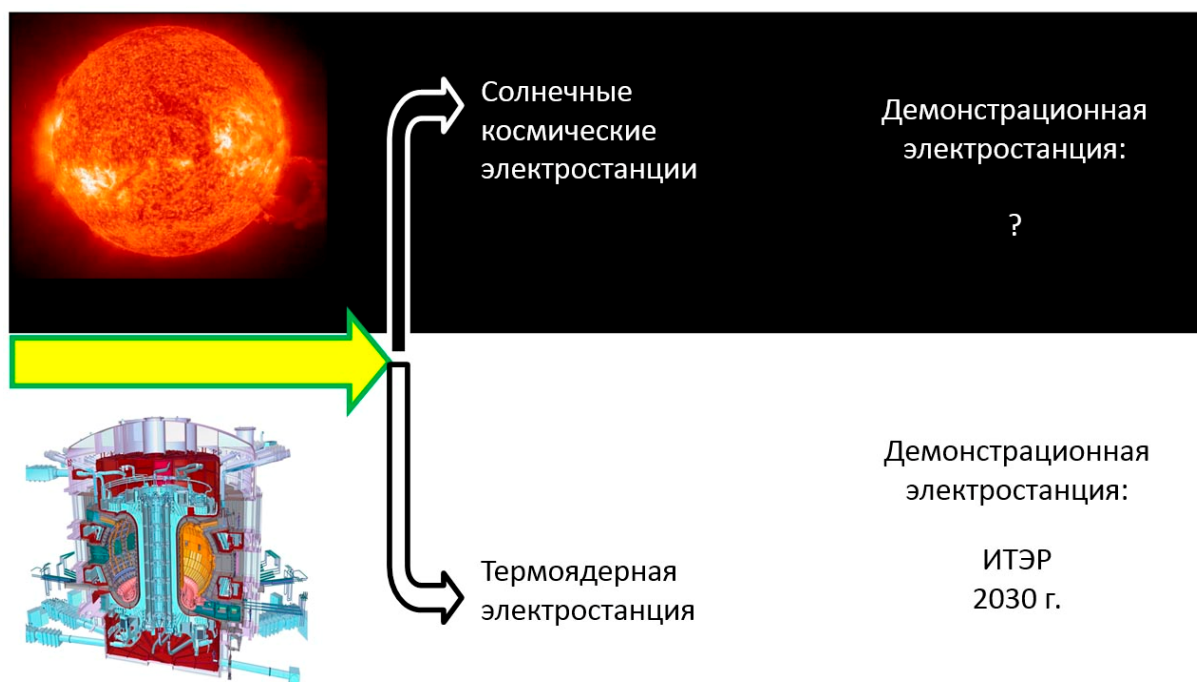 Солнечные
космические
электростанции
Демонстрационная
электростанция:
?
Термоядерная
электростанция
Демонстрационная
электростанция:
ИТЭР
2030 г.